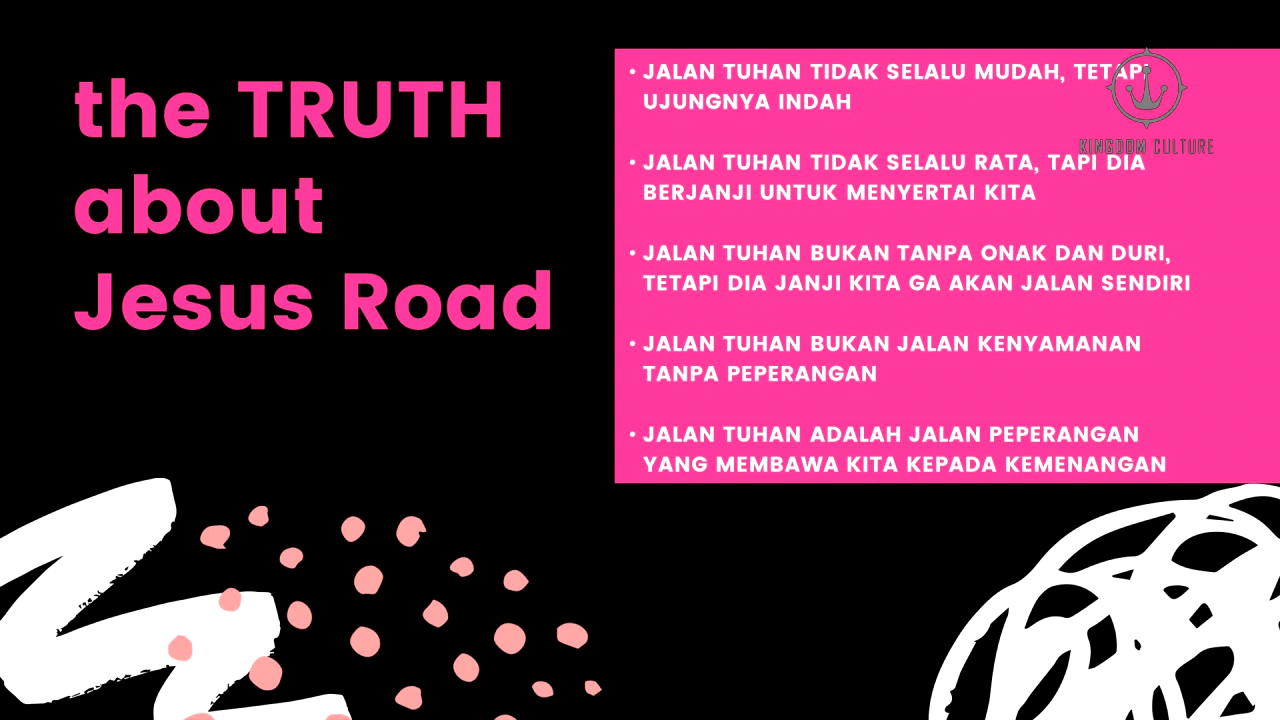 the TRUTH
about
Jesus Road
• JALAN TUHAN TIDAK SELALU MUDAH, TETAPI
UJUNGNYA INDAH
• JALAN TUHAN TIDAK SELALU RATA, TAPI DIA
BERJANJI UNTUK MENYERTAI KITA
• JALAN TUHAN BUKAN TANPA ONAK DAN DURI,
TETAPI DIA JANJI KITA GA AKAN JALAN SENDIRI
• JALAN TUHAN BUKAN JALAN KENYAMANAN
TANPA PEPERANGAN
• JALAN TUHAN ADALAH JALAN PEPERANGAN
YANG MEMBAWA KITA KEPADA KEMENANGAN
KINGDOM CULTURE